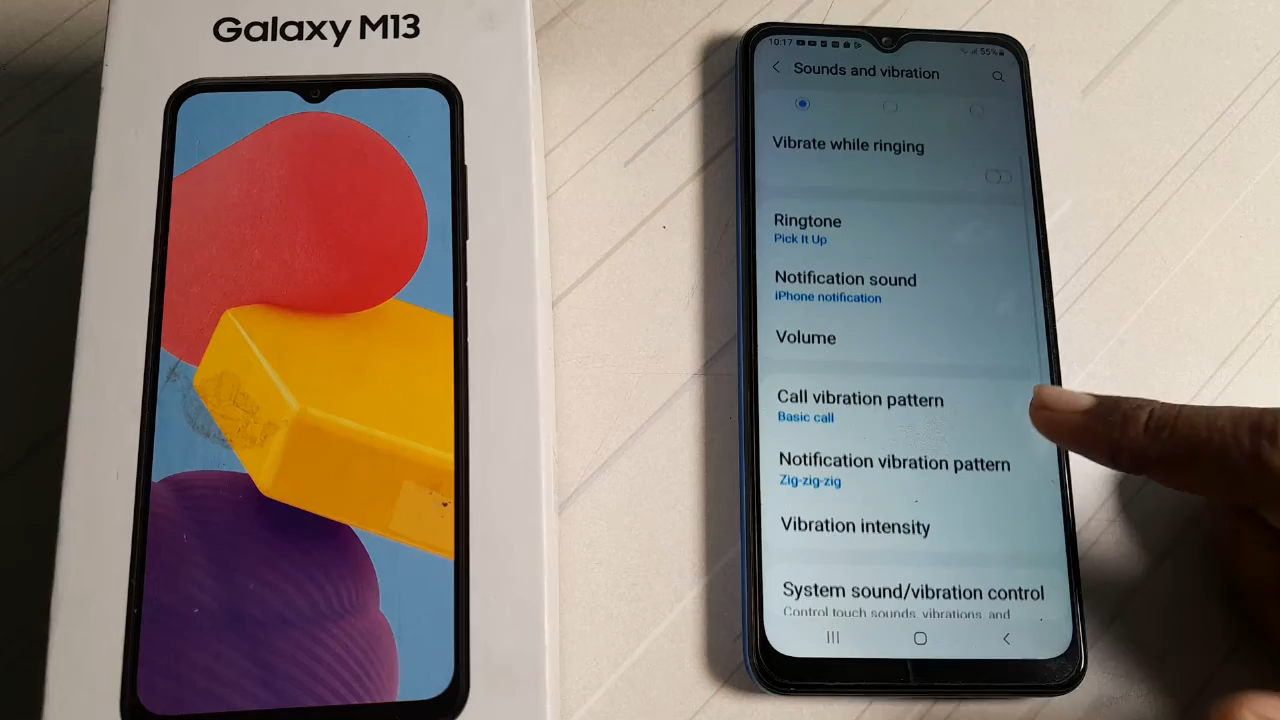 Galaxy M13
10:17
55%
Sounds and vibration
Vibrate while ringing
Ringtone
Pick It Up
Notification sound
iPhone notification
Volume
Call vibration pattern
Basic call
Notification vibration pattern
Zig-zig-zig
Vibration intensity
System sound/vibration control
Control touch sounds, vibrations, and